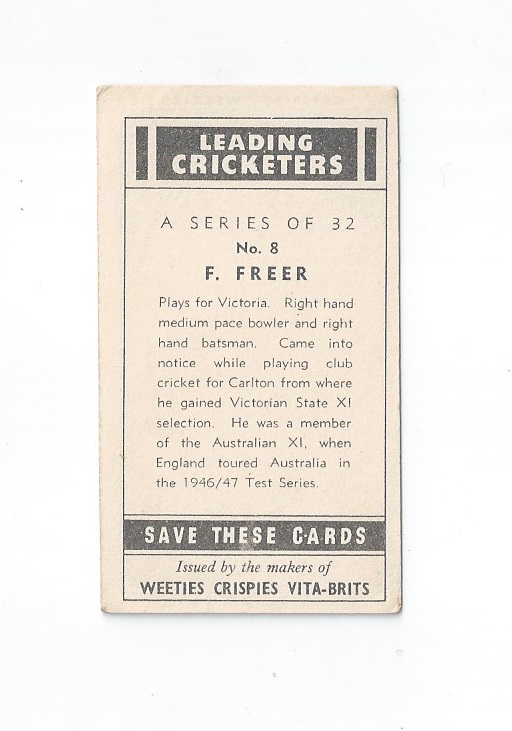 LEADING
CRICKETERS
A SERIES OF 32
No. 8
F. FREER
Plays for Victoria. Right hand
medium pace bowler and right
hand batsman. Came into
notice while playing club
cricket for Carlton from where
he gained Victorian State XI
selection. He was a member
of the Australian XI, when
England toured Australia in
the 1946/47 Test Series.
SAVE THESE CARDS
Issued by the makers of
WEETIES CRISPIES VITA-BRITS